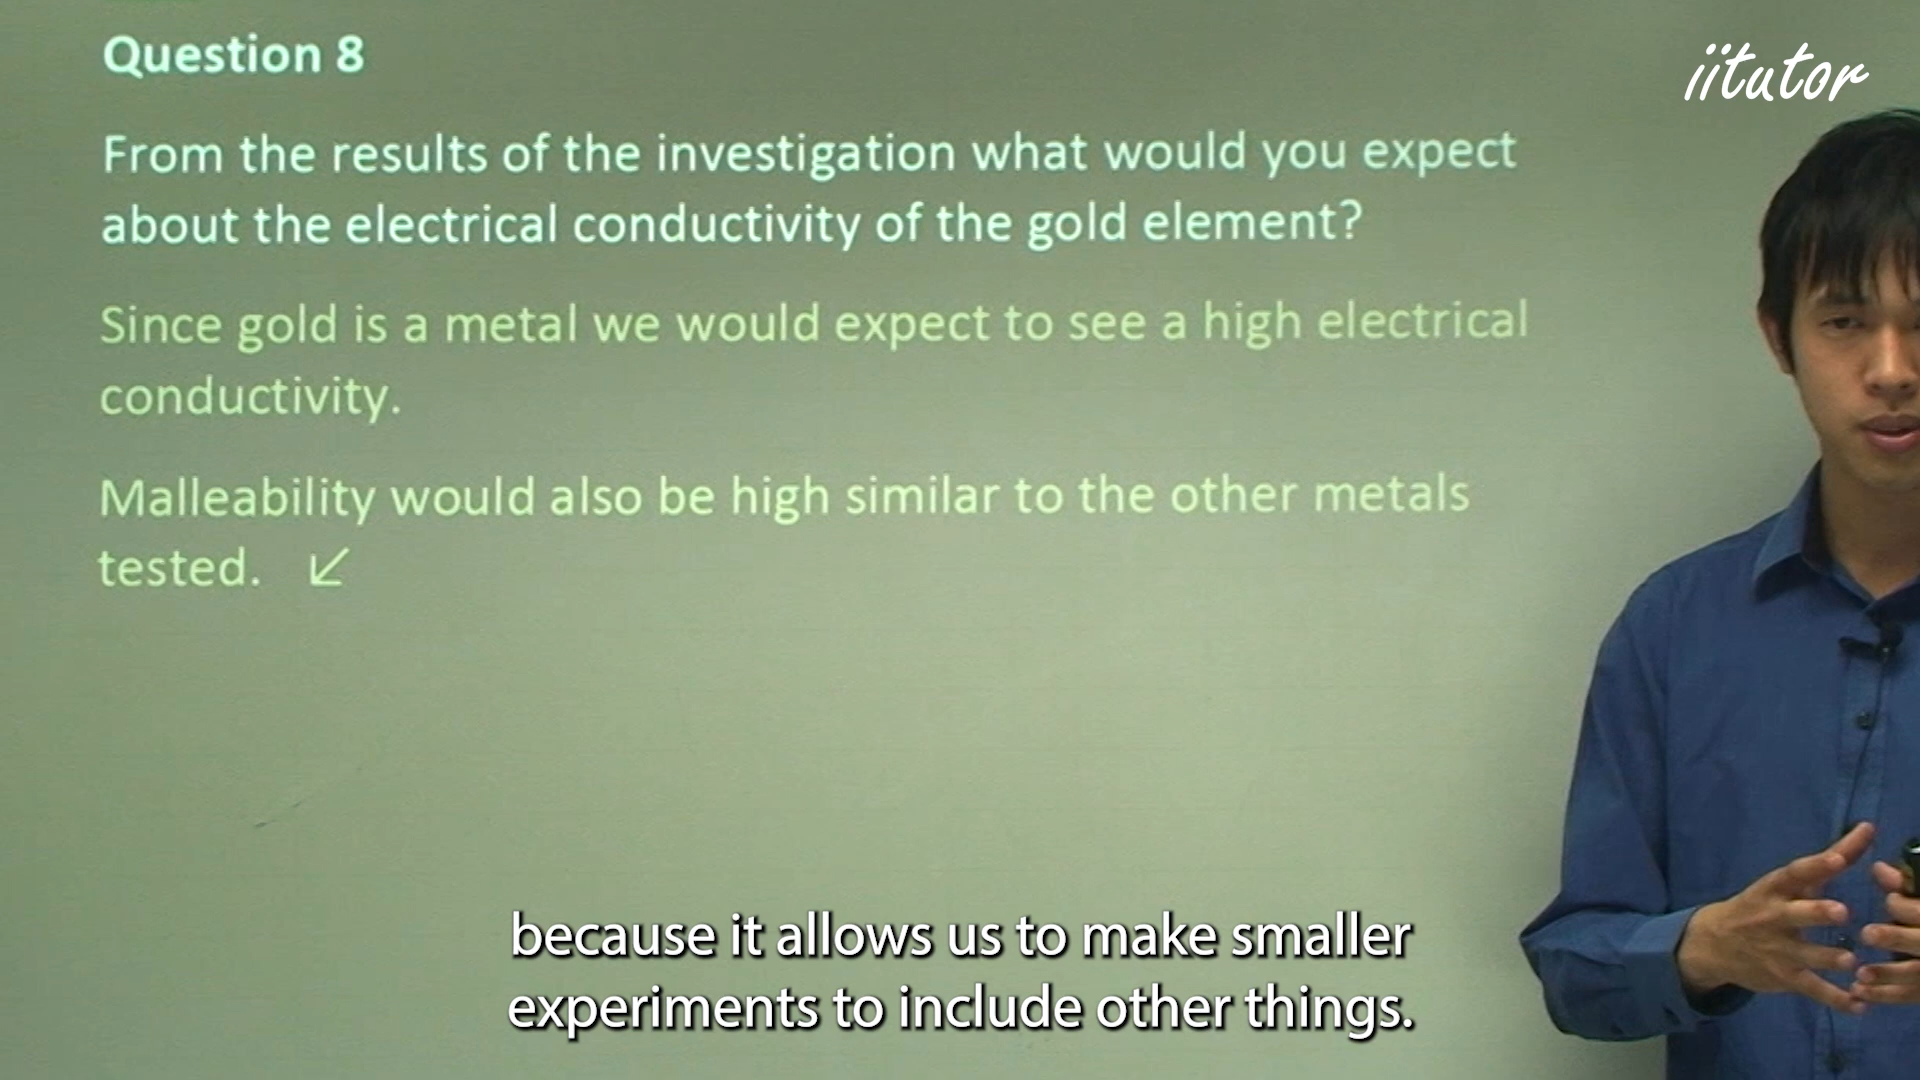 Question 8
iitutor
From the results of the investigation what would you expect
about the electrical conductivity of the gold element?
Since gold is a metal we would expect to see a high electrical
conductivity.
Malleability would also be high similar to the other metals
tested. ↙
because it allows us to make smaller
experiments to include other things.